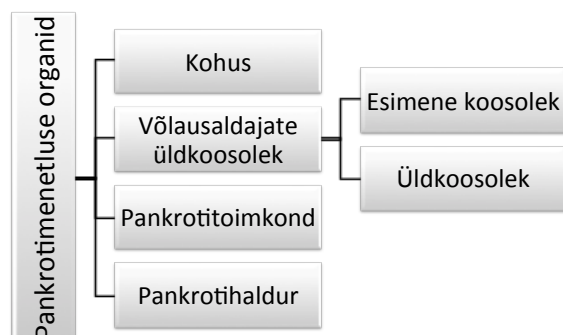 Pankrotimenetluse organid
Kohus
Võlausaldajate
üldkoosolek
Esimene koosolek
Üldkoosolek
Pankrotitoimkond
Pankrotihaldur